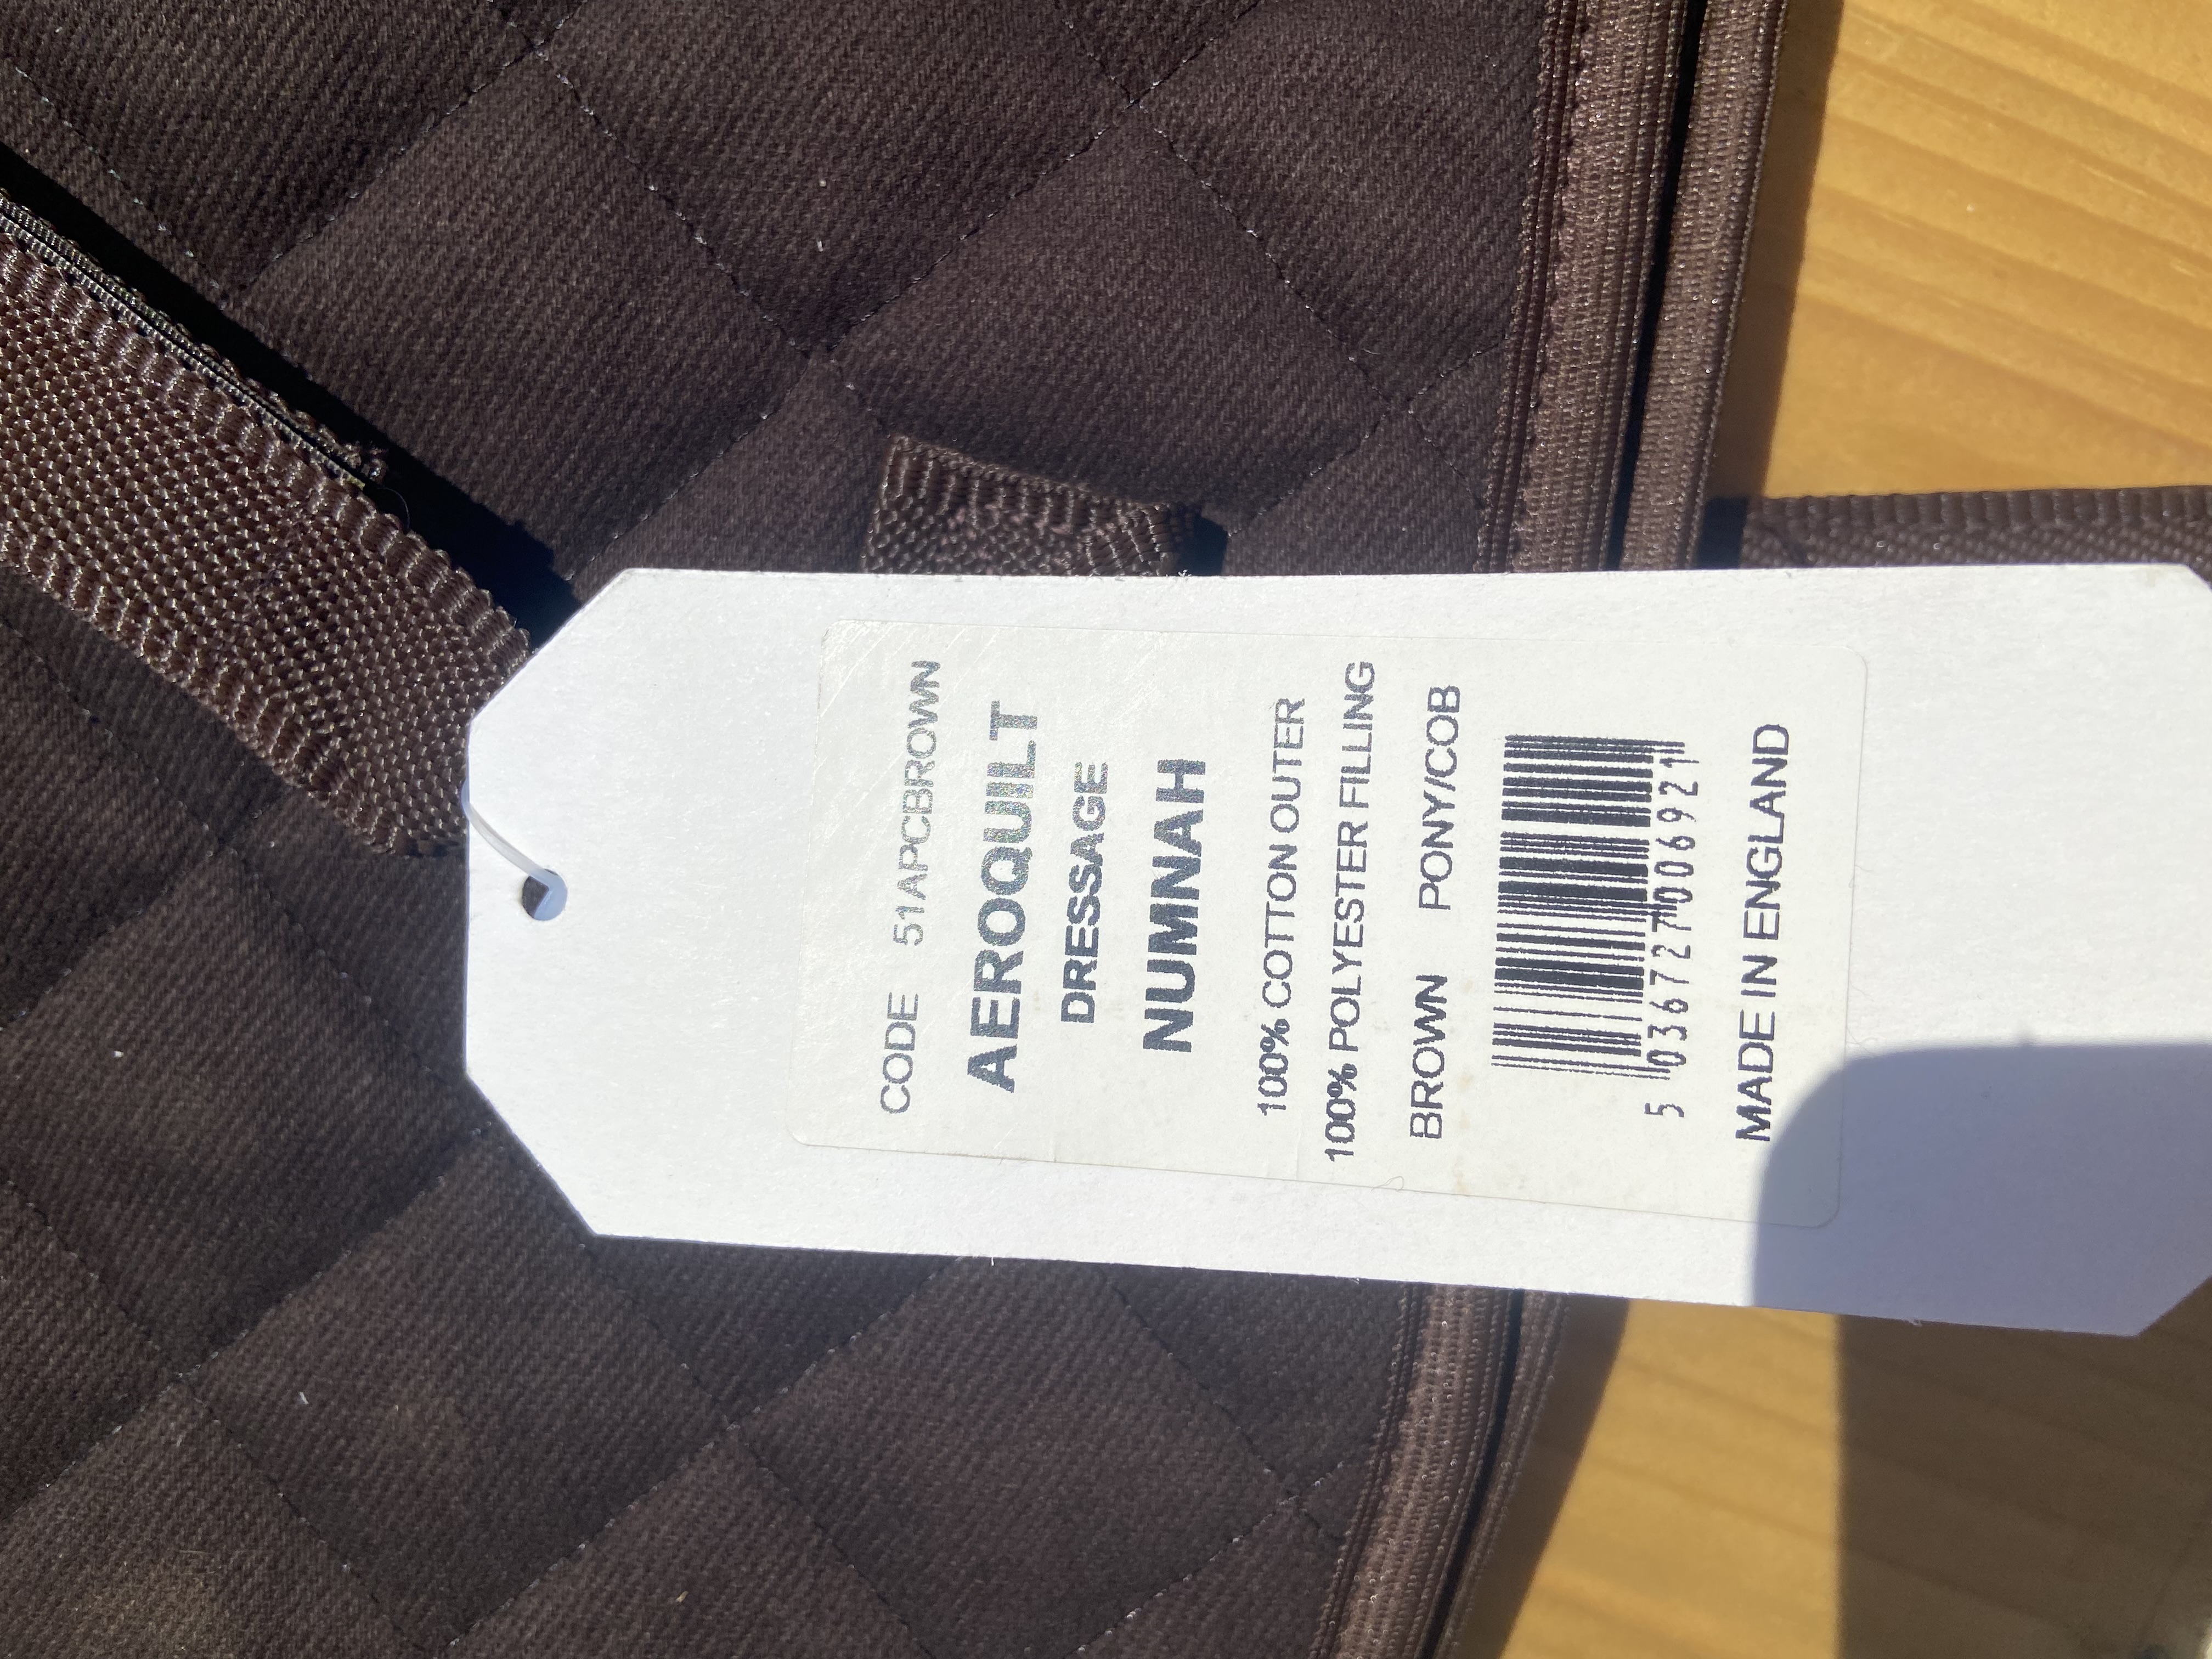 CODE 51APCBROWN
AEROQUILT
DRESSAGE
NUMNAH
100% COTTON OUTER
100% POLYESTER FILLING
BROWN PONY/COB
5 036727 006921
MADE IN ENGLAND